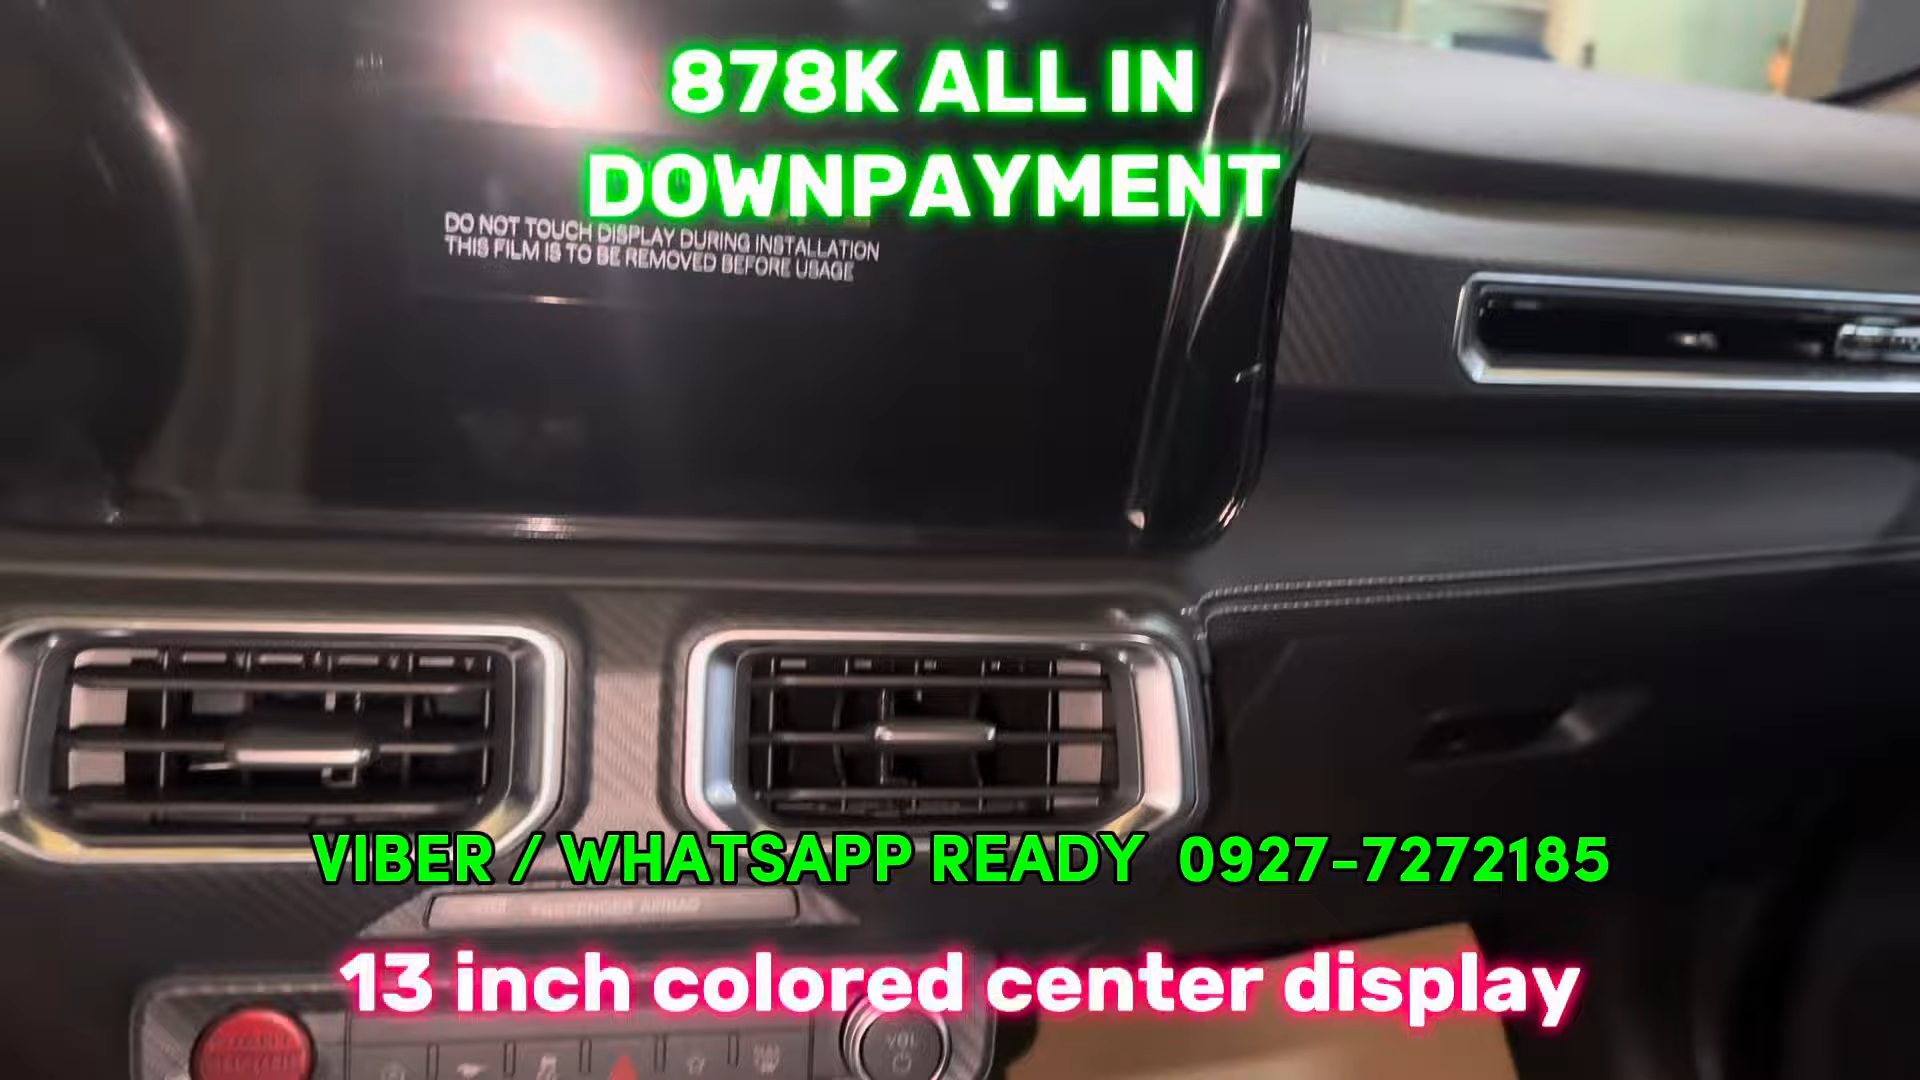 878K ALL IN
DOWNPAYMENT
DO NOT TOUCH DISPLAY DURING INSTALLATION
THIS FILM IS TO BE REMOVED BEFORE USAGE
VIBER / WHATSAPP READY 0927-7272185
PASSENGER AIRBAG
13 inch colored center display
VOL